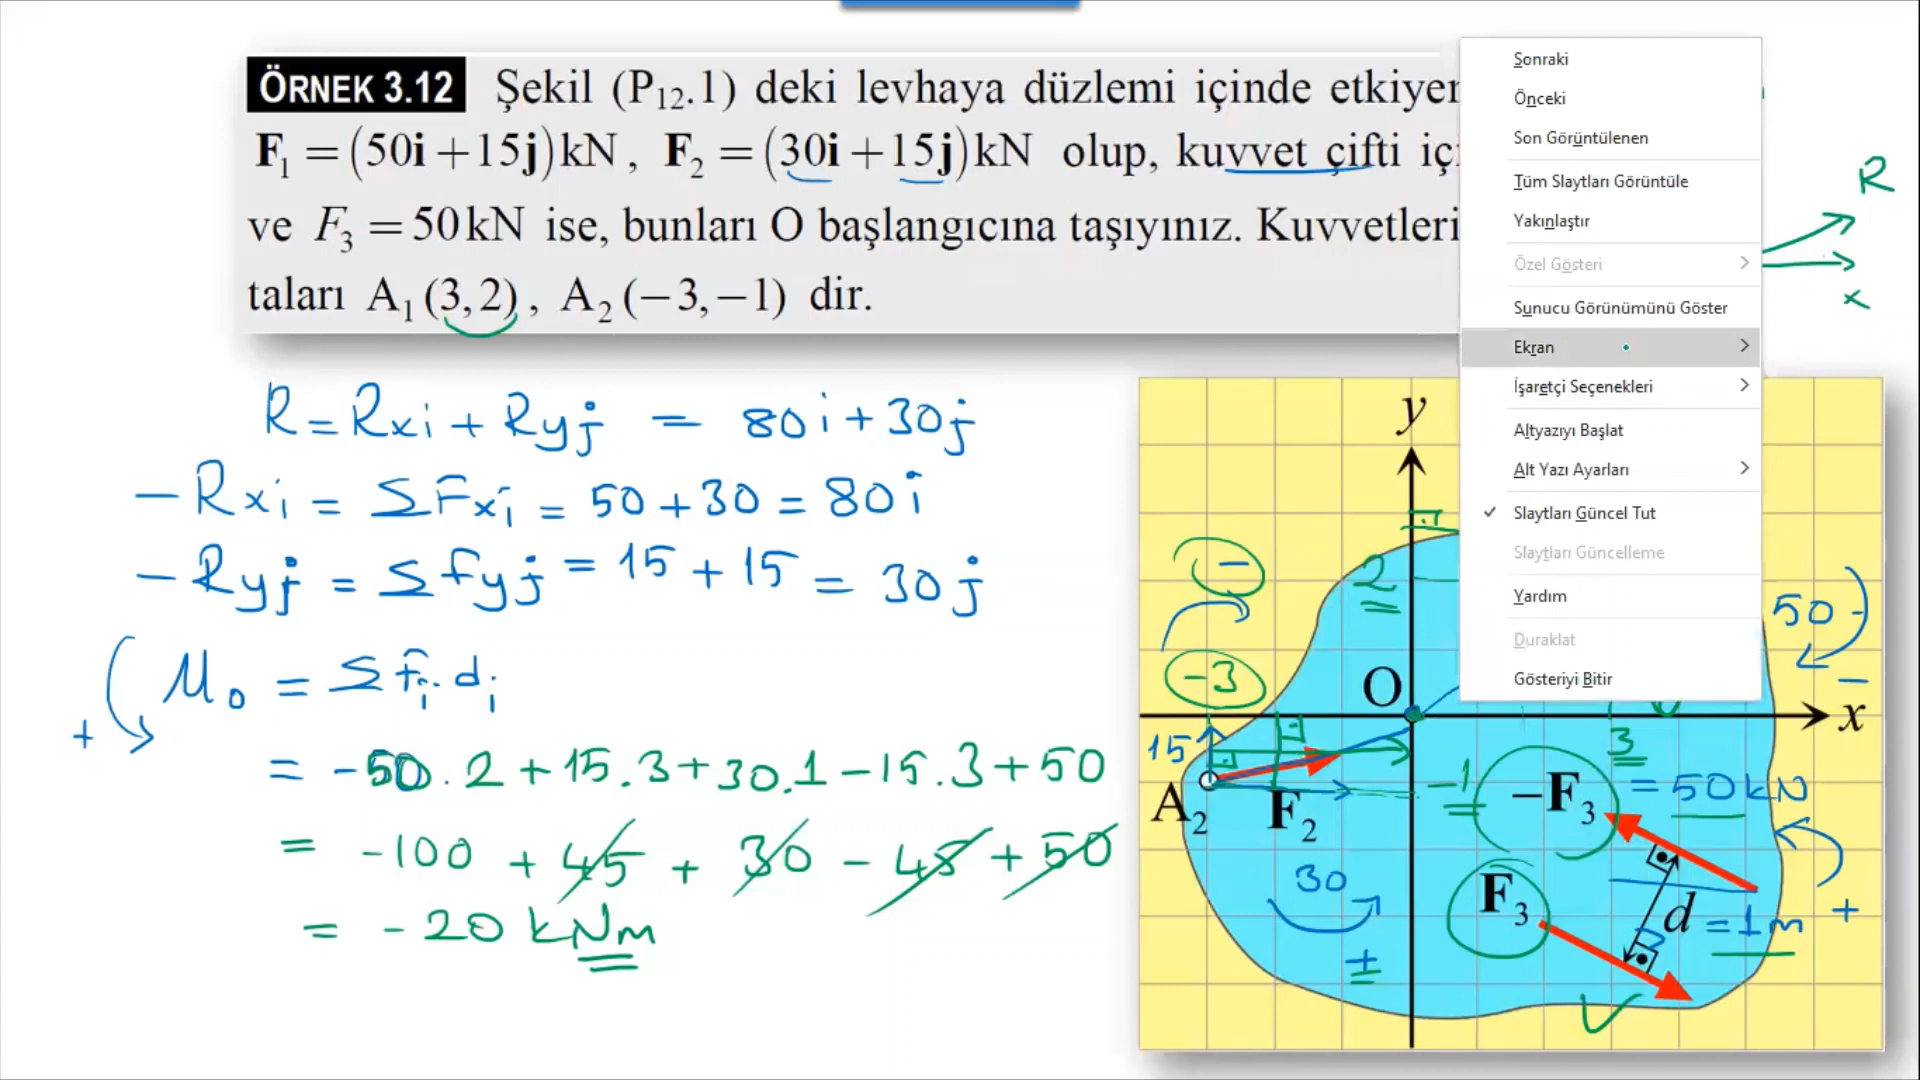 ÖRNEK 3.12 Şekil (P₁₂.1) deki levhaya düzlemi içinde etkiyen
F₁ = (50i + 15j) kN, F₂ = (30i + 15j) kN olup, kuvvet çifti içi
ve F₃ = 50 kN ise, bunları O başlangıcına taşıyınız. Kuvvetleri
taları A₁ (3, 2), A₂ (−3, −1) dir.
R = Rxi + Ryj = 80i + 30j
- Rxi = ΣFxi = 50 + 30 = 80i
- Ryj = ΣFyj = 15 + 15 = 30j
+ M₀ = ΣFi.di
= -50.2 + 15.3 + 30.1 - 15.3 + 50
= -100 + 45 + 30 - 45 + 50
= -20 kNm
Sonraki
Önceki
Son Görüntülenen
Tüm Slaytları Görüntüle
Yakınlaştır
Özel Gösteri
Sunucu Görünümünü Göster
Ekran
İşaretçi Seçenekleri
Altyazıyı Başlat
Alt Yazı Ayarları
✓ Slaytları Güncel Tut
Slaytları Güncelleme
Yardım
Duraklat
Gösteriyi Bitir
R
x
y
2
-
50 -
-3
O
-
x
15
3
-1
A₂
F₂
−F₃ = 50kN
30
F₃
d = 1m
+
±